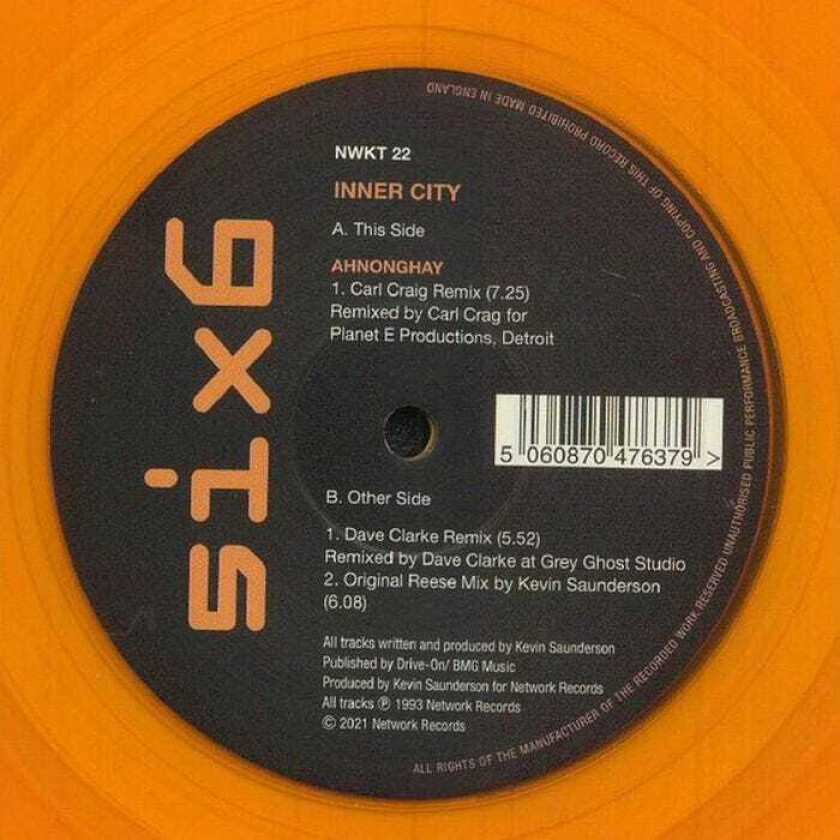 NWKT 22
INNER CITY
A. This Side
AHNONGHAY
1. Carl Craig Remix (7.25)
Remixed by Carl Crag for
Planet E Productions, Detroit
six6
5 060870 476379 >
B. Other Side
1. Dave Clarke Remix (5.52)
Remixed by Dave Clarke at Grey Ghost Studio
2. Original Reese Mix by Kevin Saunderson
(6.08)
All tracks written and produced by Kevin Saunderson
Published by Drive-On/ BMG Music
Produced by Kevin Saunderson for Network Records
All tracks ℗ 1993 Network Records
© 2021 Network Records
ALL RIGHTS OF THE MANUFACTURER OF THE RECORDED WORK RESERVED UNAUTHORISED PUBLIC PERFORMANCE BROADCASTING AND COPYING OF THIS RECORD PROHIBITED MADE IN ENGLAND